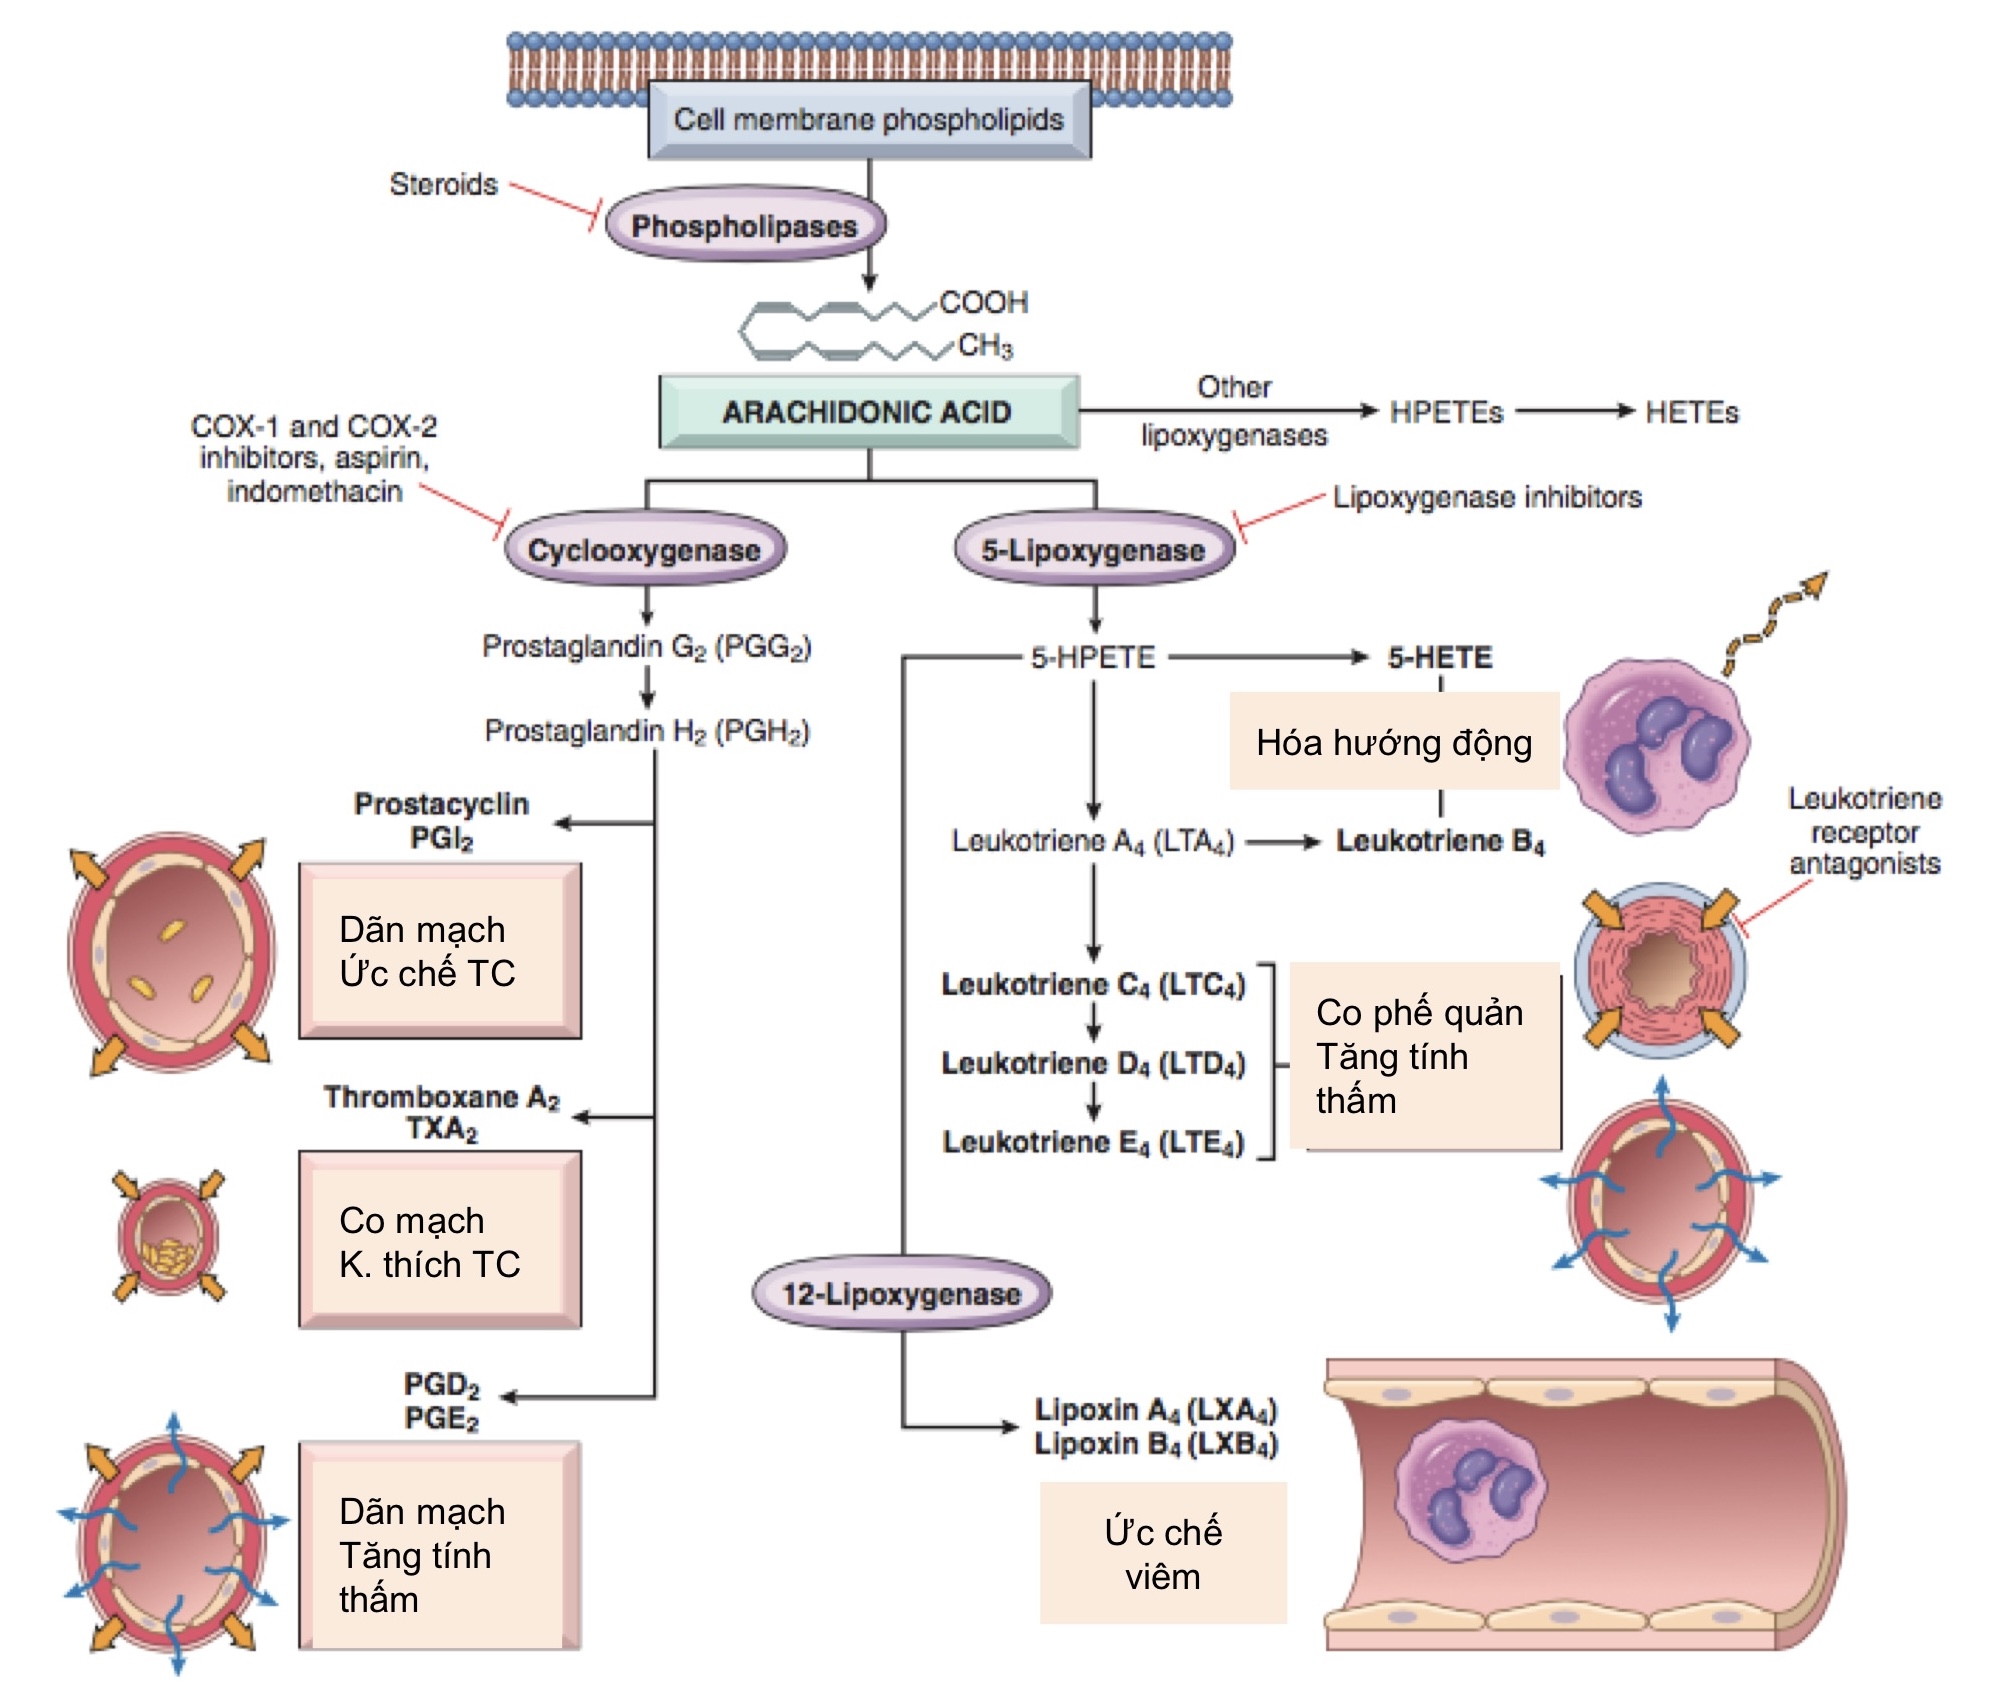 Cell membrane phospholipids
Steroids
Phospholipases
COOH
CH₃
ARACHIDONIC ACID
Other
lipoxygenases
HPETEs
HETEs
COX-1 and COX-2
inhibitors, aspirin,
indomethacin
Lipoxygenase inhibitors
Cyclooxygenase
5-Lipoxygenase
Prostaglandin G₂ (PGG₂)
Prostaglandin H₂ (PGH₂)
5-HPETE
5-HETE
Hóa hướng động
Leukotriene A₄ (LTA₄)
Leukotriene B₄
Leukotriene
receptor
antagonists
Prostacyclin
PGI₂
Dãn mạch
Ức chế TC
Leukotriene C₄ (LTC₄)
Leukotriene D₄ (LTD₄)
Leukotriene E₄ (LTE₄)
Co phế quản
Tăng tính
thấm
Thromboxane A₂
TXA₂
Co mạch
K. thích TC
12-Lipoxygenase
PGD₂
PGE₂
Dãn mạch
Tăng tính
thấm
Lipoxin A₄ (LXA₄)
Lipoxin B₄ (LXB₄)
Ức chế
viêm